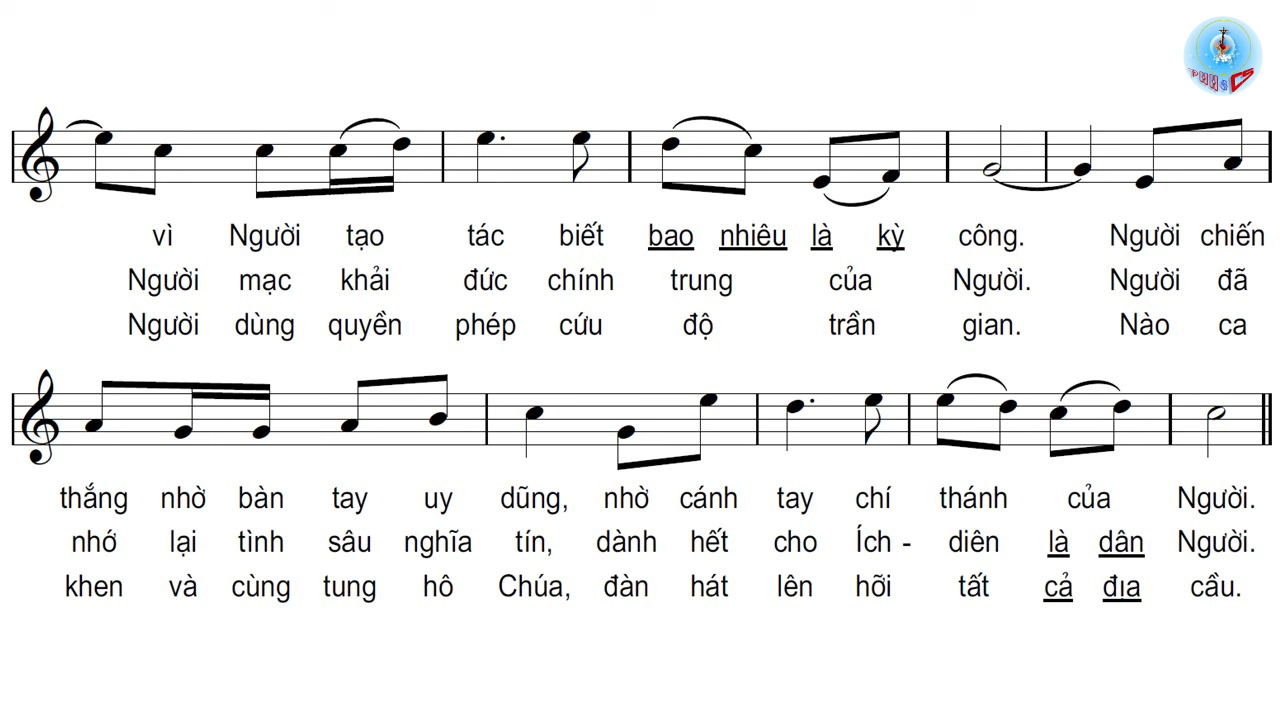 PHHG CS
vì Người tạo tác biết bao nhiêu là kỳ công. Người chiến
Người mạc khải đức chính trung của Người. Người đã
Người dùng quyền phép cứu độ trần gian. Nào ca
thắng nhờ bàn tay uy dũng, nhờ cánh tay chí thánh của Người.
nhớ lại tình sâu nghĩa tín, dành hết cho Ích - diên là dân Người.
khen và cùng tung hô Chúa, đàn hát lên hỡi tất cả địa cầu.